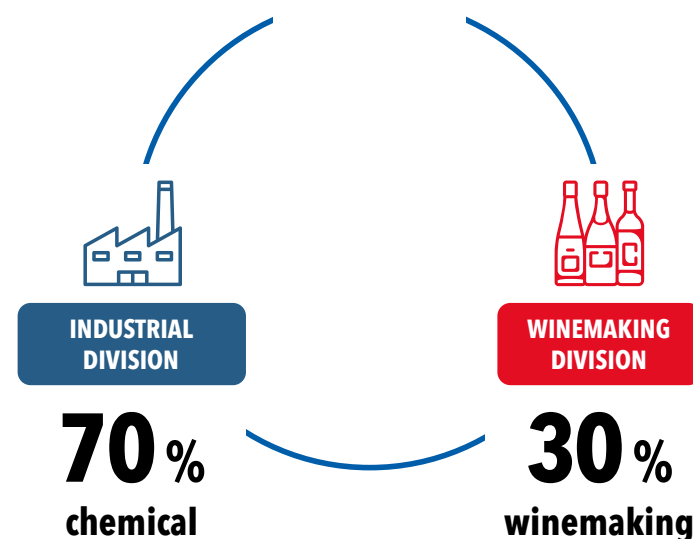 INDUSTRIAL
DIVISION
70 %
chemical
WINEMAKING
DIVISION
30 %
winemaking